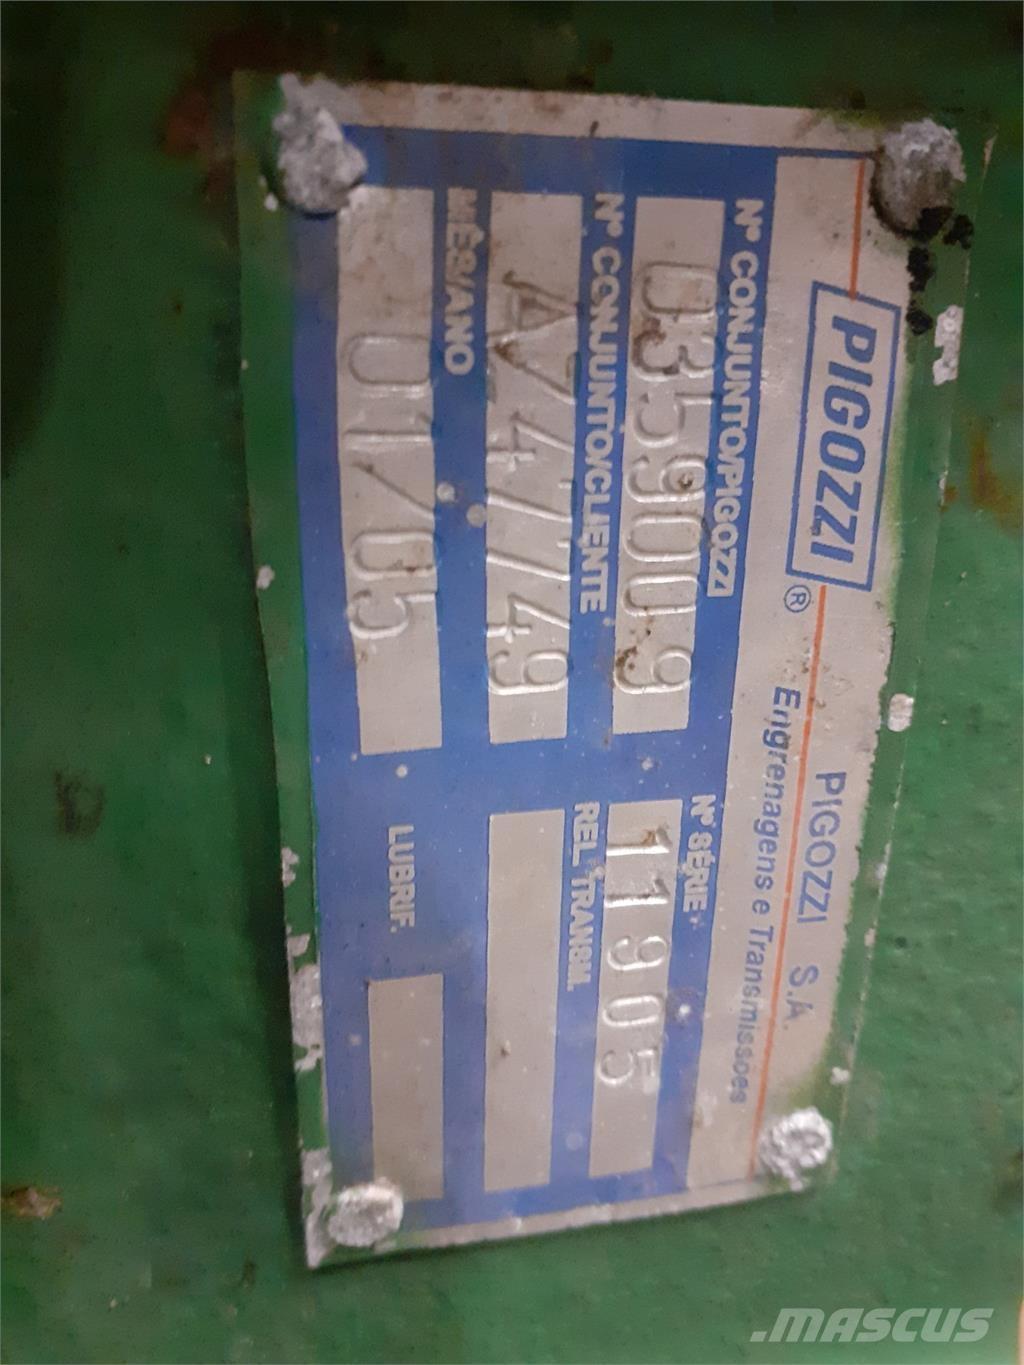 PIGOZZI ®
PIGOZZI S.A.
Engrenagens e Transmissoes
Nº CONJUNTO/PIGOZZI
0359009
Nº SÉRIE
11905
Nº CONJUNTO/CLIENTE
AZ44749
REL. TRANSM.
MÊS/ANO
01/05
LUBRIF.
.MASCUS